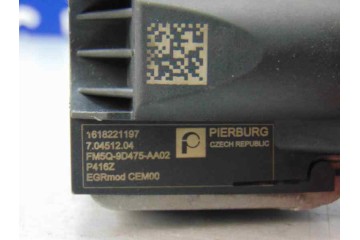 1618221197
7.04512.04
FM5Q-9D475-AA02
P416Z
EGRmod CEM00
PIERBURG
CZECH REPUBLIC